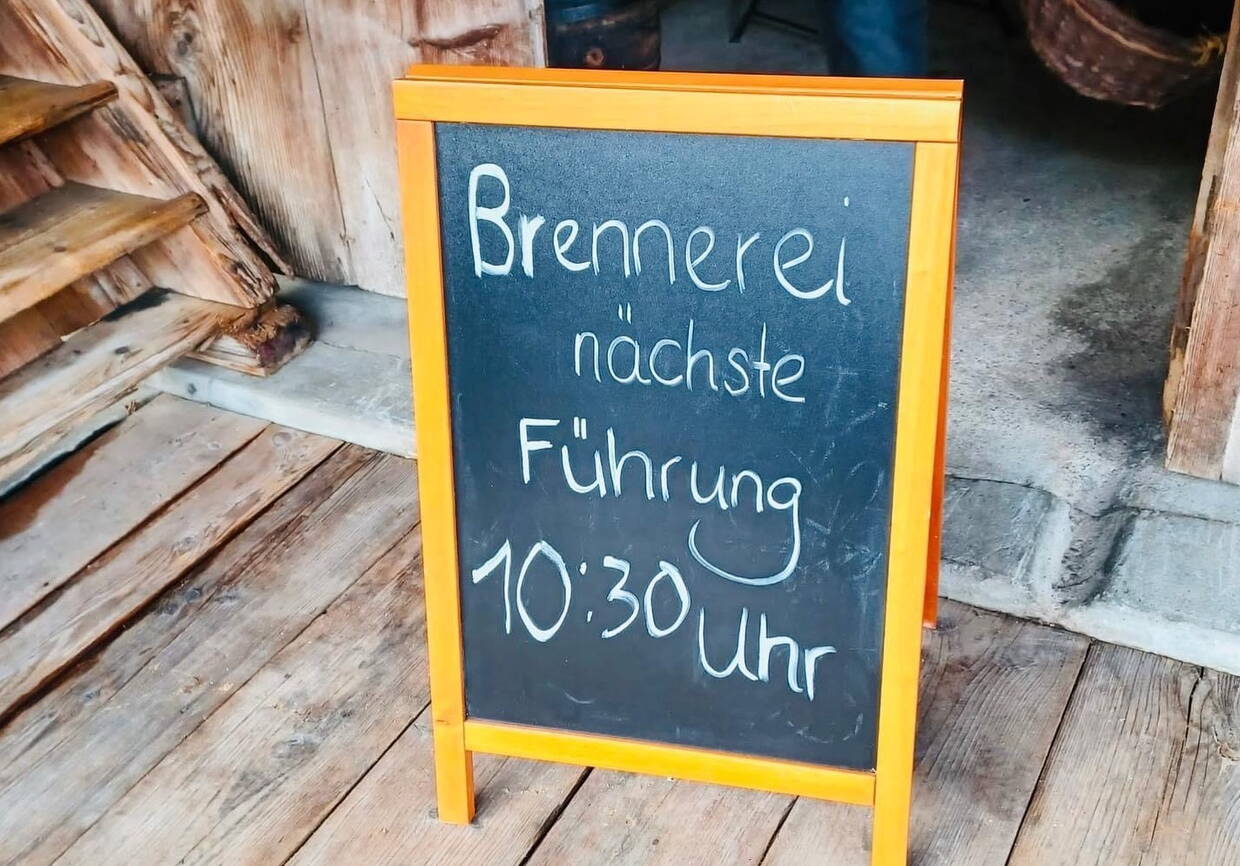 Brennerei
nächste
Führung
10:30 Uhr